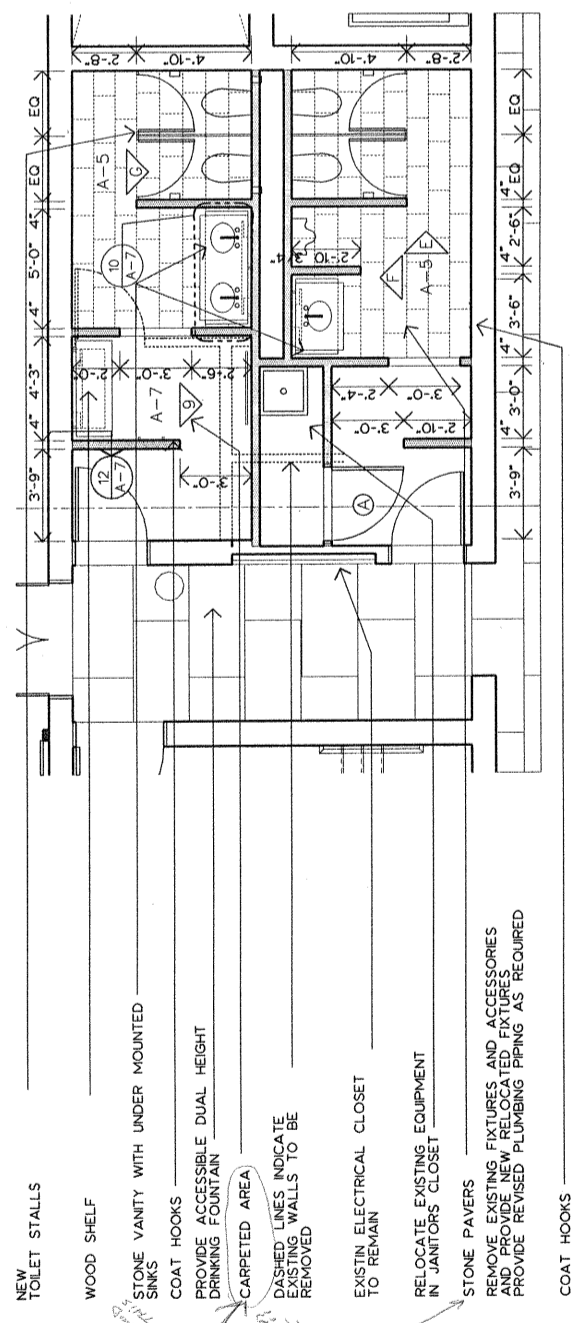 NEW
TOILET STALLS
WOOD SHELF
STONE VANITY WITH UNDER MOUNTED
SINKS
COAT HOOKS
PROVIDE ACCESSIBLE DUAL HEIGHT
DRINKING FOUNTAIN
CARPETED AREA
DASHED LINES INDICATE
EXISTING WALLS TO BE
REMOVED
EXISTIN ELECTRICAL CLOSET
TO REMAIN
RELOCATE EXISTING EQUIPMENT
IN JANITORS CLOSET
STONE PAVERS
REMOVE EXISTING FIXTURES AND ACCESSORIES
AND PROVIDE NEW RELOCATED FIXTURES
PROVIDE REVISED PLUMBING PIPING AS REQUIRED
COAT HOOKS
3'-9" 4" 4'-3" 4" 5'-0" 4" EQ EQ
2'-8"
4'-10"
4'-10"
2'-8"
12
A-7
2'-0"
3'-0"
2'-6"
A-7
9
3'-0"
10
A-7
A-5
G
A
2'-4"
3'-0"
3'-0"
2'-10"
2'-10 3/4"
F
A-5
E
3'-9" 4" 3'-0" 4" 3'-6" 4" 2'-6" 4" EQ EQ